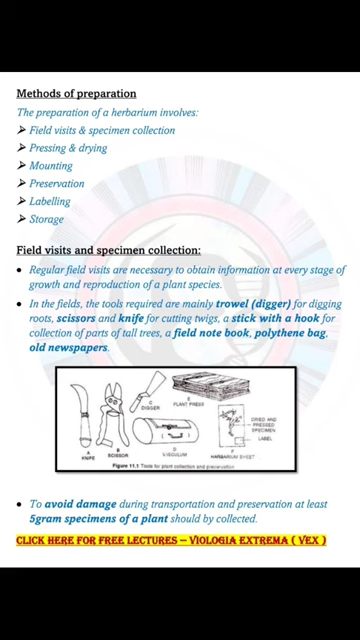 Methods of preparation
The preparation of a herbarium involves:
➢ Field visits & specimen collection
➢ Pressing & drying
➢ Mounting
➢ Preservation
➢ Labelling
➢ Storage
Field visits and specimen collection:
• Regular field visits are necessary to obtain information at every stage of
growth and reproduction of a plant species.
• In the fields, the tools required are mainly trowel (digger) for digging
roots, scissors and knife for cutting twigs, a stick with a hook for
collection of parts of tall trees, a field note book, polythene bag,
old newspapers.
A
KNIFE
B
SCISSOR
C
DIGGER
E
PLANT PRESS
D
VASCULUM
DRIED AND
PRESSED
SPECIMEN
LABEL
F
HARBARIUM SHEET
Figure 11.1 Tools for plant collection and preservation
• To avoid damage during transportation and preservation at least
5gram specimens of a plant should by collected.
CLICK HERE FOR FREE LECTURES – VIOLOGIA EXTREMA ( VEX )